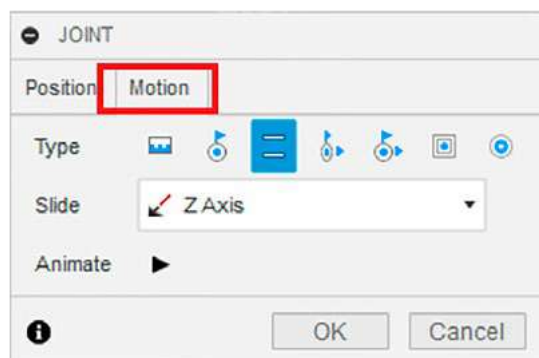 JOINT
Position Motion
Type
Slide Z Axis
Animate
OK Cancel